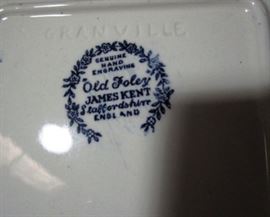 GRANVILLE
GENUINE
HAND
ENGRAVING
Old Foley
JAMES KENT
Staffordshire
ENGLAND